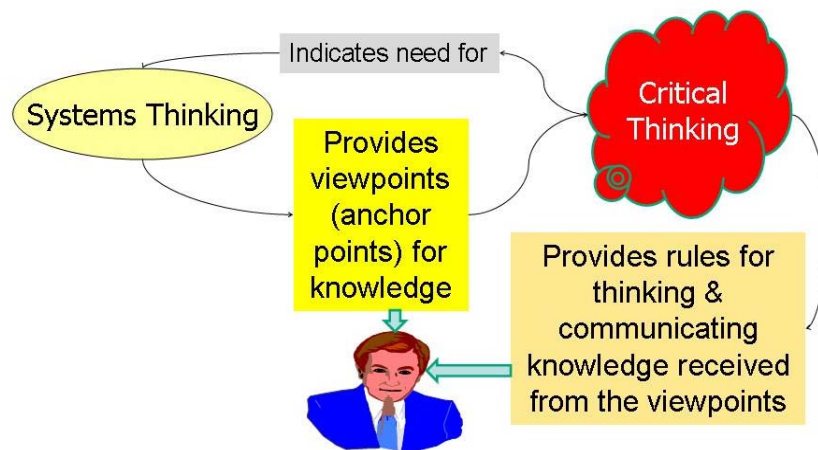 Indicates need for
Systems Thinking
Critical
Thinking
Provides
viewpoints
(anchor
points) for
knowledge
Provides rules for
thinking &
communicating
knowledge received
from the viewpoints